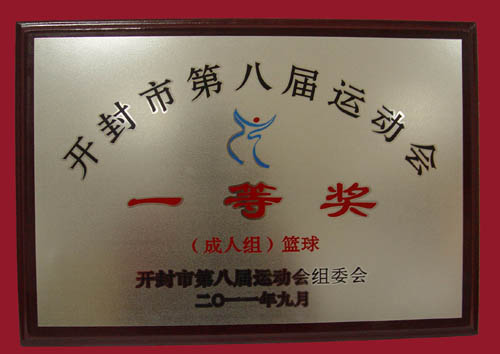 开封市第八届运动会
一等奖
（成人组）篮球
开封市第八届运动会组委会
二〇一一年九月